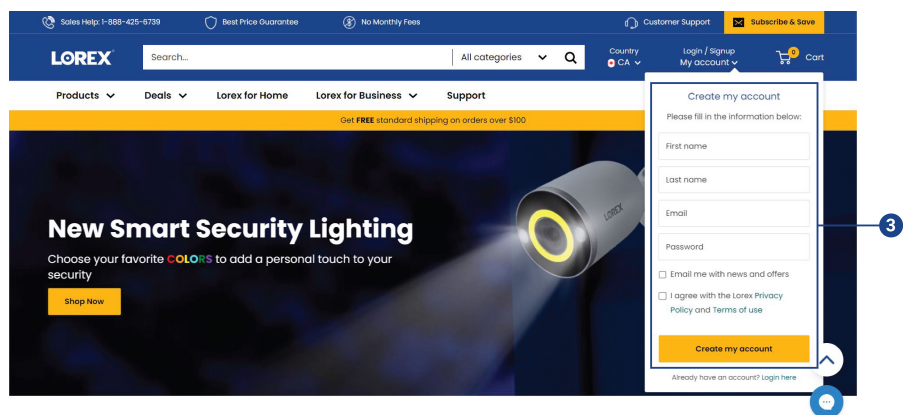 Sales Help: 1-888-425-6739
Best Price Guarantee
No Monthly Fees
Customer Support
Subscribe & Save
LOREX
Search...
All categories
Country
CA
Login / Signup
My account
0
Cart
Products
Deals
Lorex for Home
Lorex for Business
Support
Get FREE standard shipping on orders over $100
New Smart Security Lighting
Choose your favorite COLORS to add a personal touch to your
security
Shop Now
LOREX
Create my account
Please fill in the information below:
First name
Last name
Email
Password
Email me with news and offers
I agree with the Lorex Privacy
Policy and Terms of use
Create my account
Already have an account? Login here
3